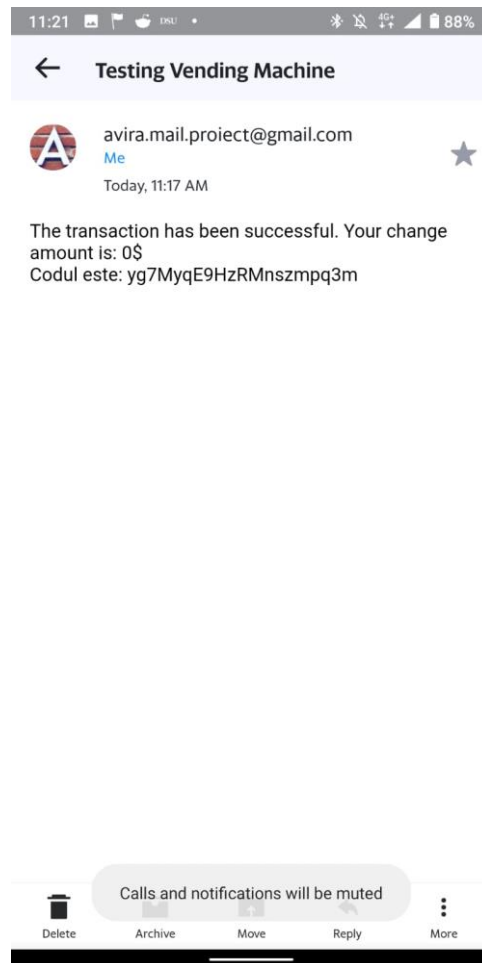 11:21 DSU 4G+ 88%
Testing Vending Machine
A
avira.mail.proiect@gmail.com
Me
Today, 11:17 AM
The transaction has been successful. Your change
amount is: 0$
Codul este: yg7MyqE9HzRMnszmpq3m
Calls and notifications will be muted
Delete Archive Move Reply More